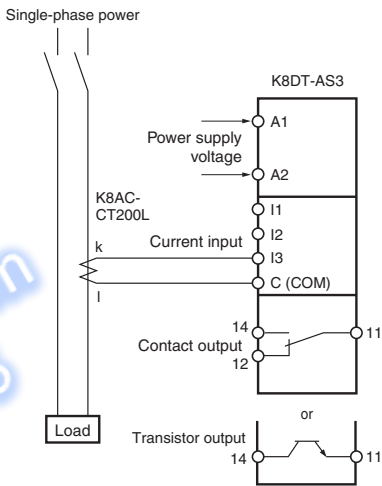 Single-phase power
K8DT-AS3
A1
Power supply
voltage
A2
K8AC-
CT200L
I1
I2
k
Current input
I3
C (COM)
l
14
11
Contact output
12
or
Load
Transistor output
14
11